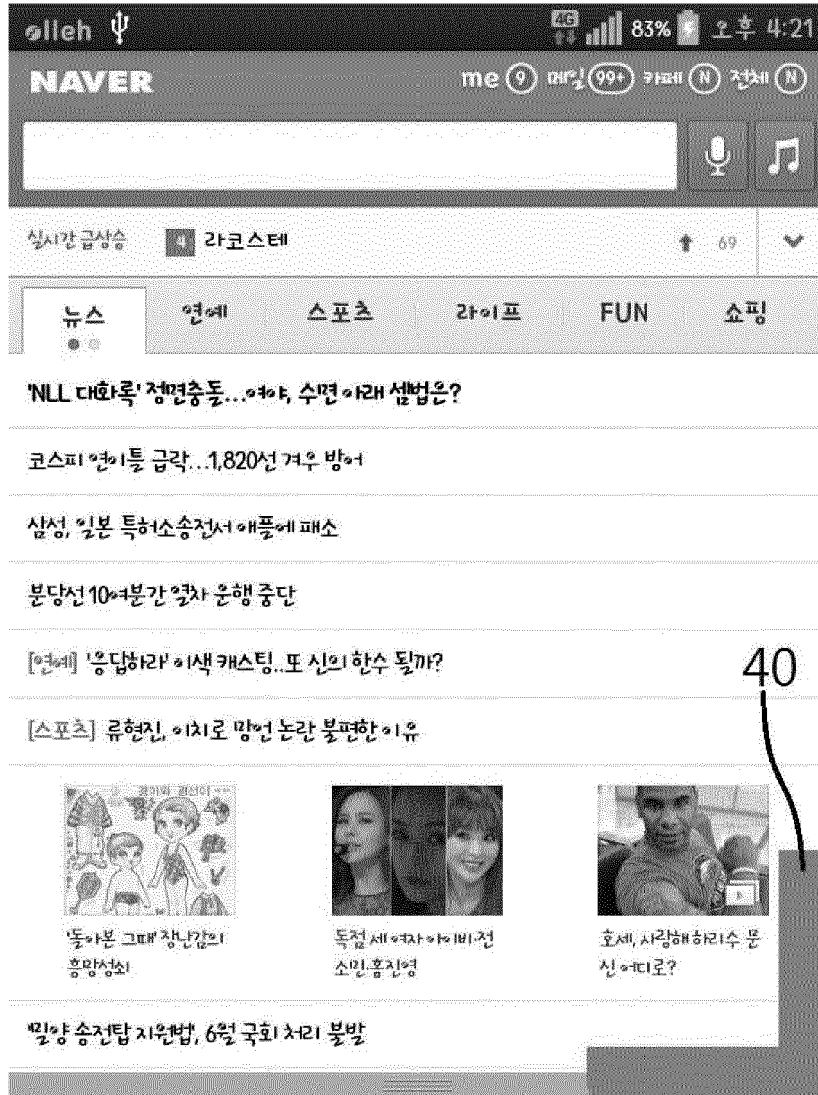 olleh 4G 83% 오후 4:21
NAVER me 9 메일 99+ 카페 N 전체 N
실시간 급상승 4 라코스테 69
뉴스 연예 스포츠 라이프 FUN 쇼핑
'NLL 대화록' 정면충돌...여야, 수면 아래 셈법은?
코스피 연이틀 급락...1,820선 겨우 방어
삼성, 일본 특허소송전서 애플에 패소
분당선 10여분간 열차 운행 중단
[연예] '응답하라' 이색 캐스팅..또 신의 한수 될까?
40
[스포츠] 류현진, 이치로 망언 논란 불편한 이유
'돌아본 그때' 장난감의
흥망성쇠
독점 세 여자 아이비·전
소민·홍진영
호세, 사랑해 하리수 문
신 어디로?
'밀양 송전탑 지원법', 6월 국회 처리 불발